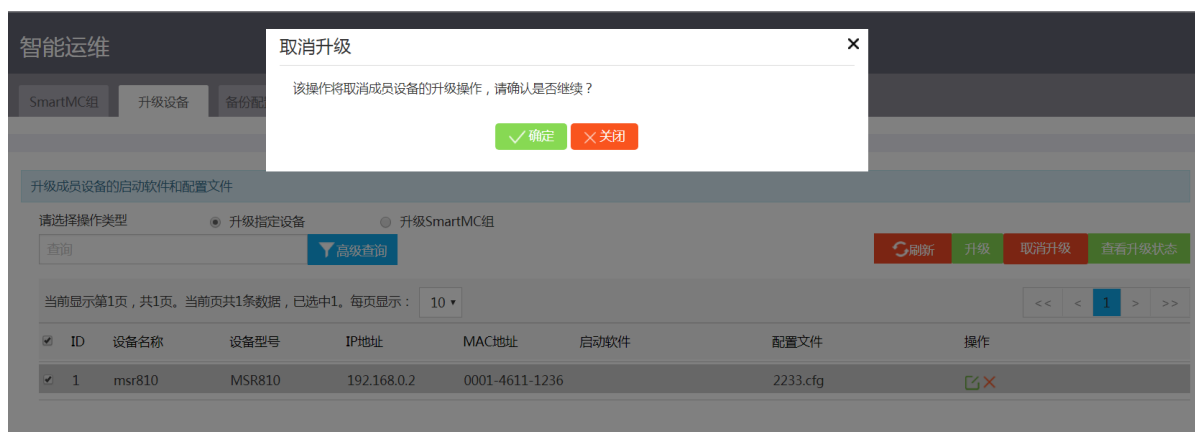 智能运维
取消升级
该操作将取消成员设备的升级操作，请确认是否继续？
确定 关闭
SmartMC组 升级设备 备份配
升级成员设备的启动软件和配置文件
请选择操作类型 升级指定设备 升级SmartMC组
查询 高级查询 刷新 升级 取消升级 查看升级状态
当前显示第1页，共1页。当前页共1条数据，已选中1。每页显示： 10 << < 1 > >>
ID 设备名称 设备型号 IP地址 MAC地址 启动软件 配置文件 操作
1 msr810 MSR810 192.168.0.2 0001-4611-1236 2233.cfg